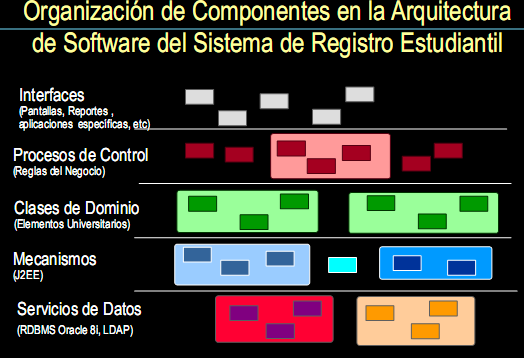 Organización de Componentes en la Arquitectura
de Software del Sistema de Registro Estudiantil
Interfaces
(Pantallas, Reportes ,
aplicaciones especificas, etc)
Procesos de Control
(Reglas del Negocio)
Clases de Dominio
(Elementos Universitarios)
Mecanismos
(J2EE)
Servicios de Datos
(RDBMS Oracle 8i, LDAP)